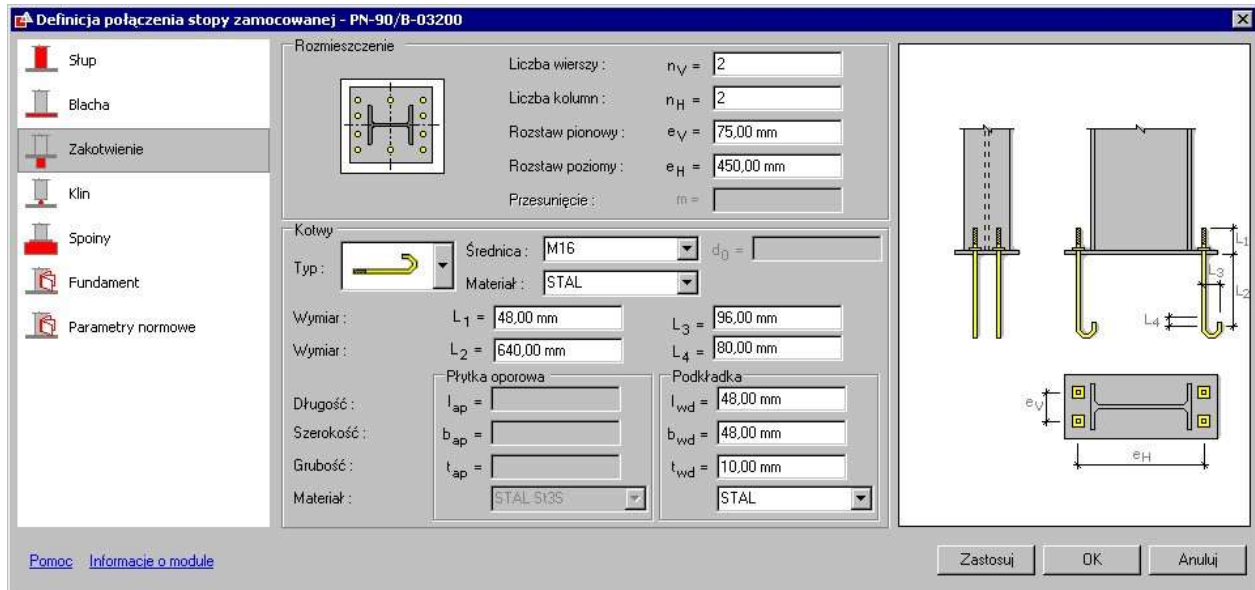 Definicja połączenia stopy zamocowanej - PN-90/B-03200
Słup
Blacha
Zakotwienie
Klin
Spoiny
Fundament
Parametry normowe
Rozmieszczenie
Liczba wierszy : nV = 2
Liczba kolumn : nH = 2
Rozstaw pionowy : eV = 75,00 mm
Rozstaw poziomy : eH = 450,00 mm
Przesunięcie : m =
Kotwy
Typ :
Średnica : M16 d0 =
Materiał : STAL
Wymiar : L1 = 48,00 mm L3 = 96,00 mm
Wymiar : L2 = 640,00 mm L4 = 80,00 mm
Płytka oporowa Podkładka
Długość : lap = lwd = 48,00 mm
Szerokość : bap = bwd = 48,00 mm
Grubość : tap = twd = 10,00 mm
Materiał : STAL St3S STAL
L1
L3
L2
L4
eV
eH
Pomoc Informacje o module
Zastosuj OK Anuluj